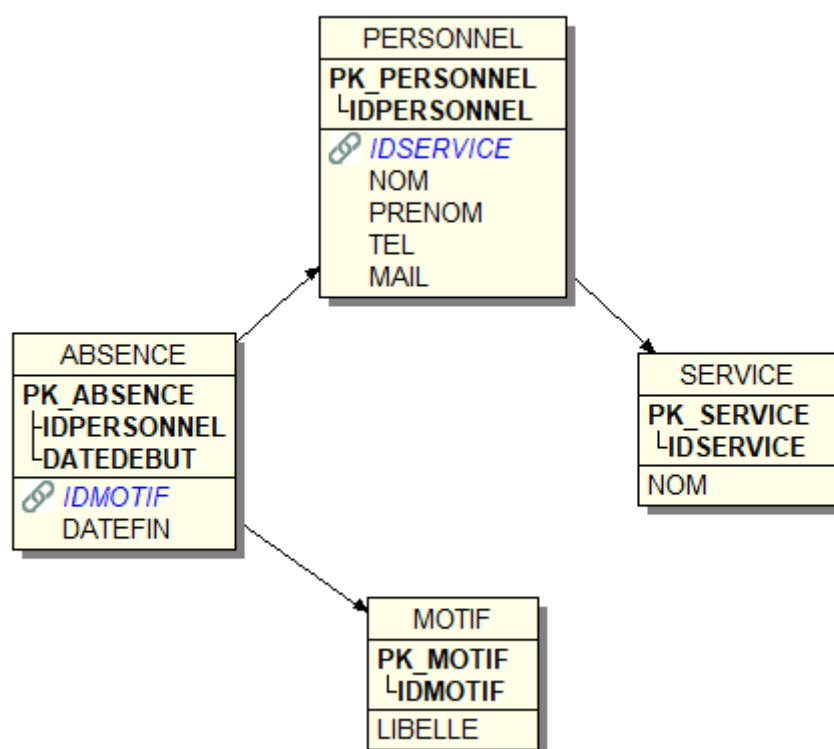 PERSONNEL
PK_PERSONNEL
IDPERSONNEL
IDSERVICE
NOM
PRENOM
TEL
MAIL
ABSENCE
PK_ABSENCE
IDPERSONNEL
DATEDEBUT
IDMOTIF
DATEFIN
SERVICE
PK_SERVICE
IDSERVICE
NOM
MOTIF
PK_MOTIF
IDMOTIF
LIBELLE